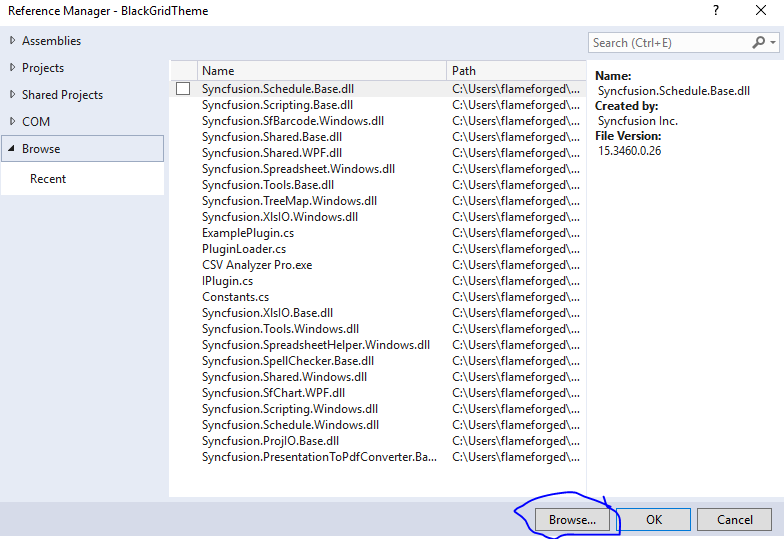 Reference Manager - BlackGridTheme
?
Assemblies
Projects
Shared Projects
COM
Browse
Recent
Search (Ctrl+E)
Name Path
Syncfusion.Schedule.Base.dll C:\Users\flameforged\...
Syncfusion.Scripting.Base.dll C:\Users\flameforged\...
Syncfusion.SfBarcode.Windows.dll C:\Users\flameforged\...
Syncfusion.Shared.Base.dll C:\Users\flameforged\...
Syncfusion.Shared.WPF.dll C:\Users\flameforged\...
Syncfusion.Spreadsheet.Windows.dll C:\Users\flameforged\...
Syncfusion.Tools.Base.dll C:\Users\flameforged\...
Syncfusion.TreeMap.Windows.dll C:\Users\flameforged\...
Syncfusion.XlsIO.Windows.dll C:\Users\flameforged\...
ExamplePlugin.cs C:\Users\flameforged\...
PluginLoader.cs C:\Users\flameforged\...
CSV Analyzer Pro.exe C:\Users\flameforged\...
IPlugin.cs C:\Users\flameforged\...
Constants.cs C:\Users\flameforged\...
Syncfusion.XlsIO.Base.dll C:\Users\flameforged\...
Syncfusion.Tools.Windows.dll C:\Users\flameforged\...
Syncfusion.SpreadsheetHelper.Windows.dll C:\Users\flameforged\...
Syncfusion.SpellChecker.Base.dll C:\Users\flameforged\...
Syncfusion.Shared.Windows.dll C:\Users\flameforged\...
Syncfusion.SfChart.WPF.dll C:\Users\flameforged\...
Syncfusion.Scripting.Windows.dll C:\Users\flameforged\...
Syncfusion.Schedule.Windows.dll C:\Users\flameforged\...
Syncfusion.ProjIO.Base.dll C:\Users\flameforged\...
Syncfusion.PresentationToPdfConverter.Ba... C:\Users\flameforged\...
Name:
Syncfusion.Schedule.Base.dll
Created by:
Syncfusion Inc.
File Version:
15.3460.0.26
Browse... OK Cancel